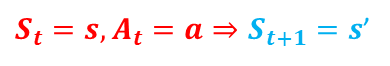 S_t = s, A_t = a ⇒ S_{t+1} = s′